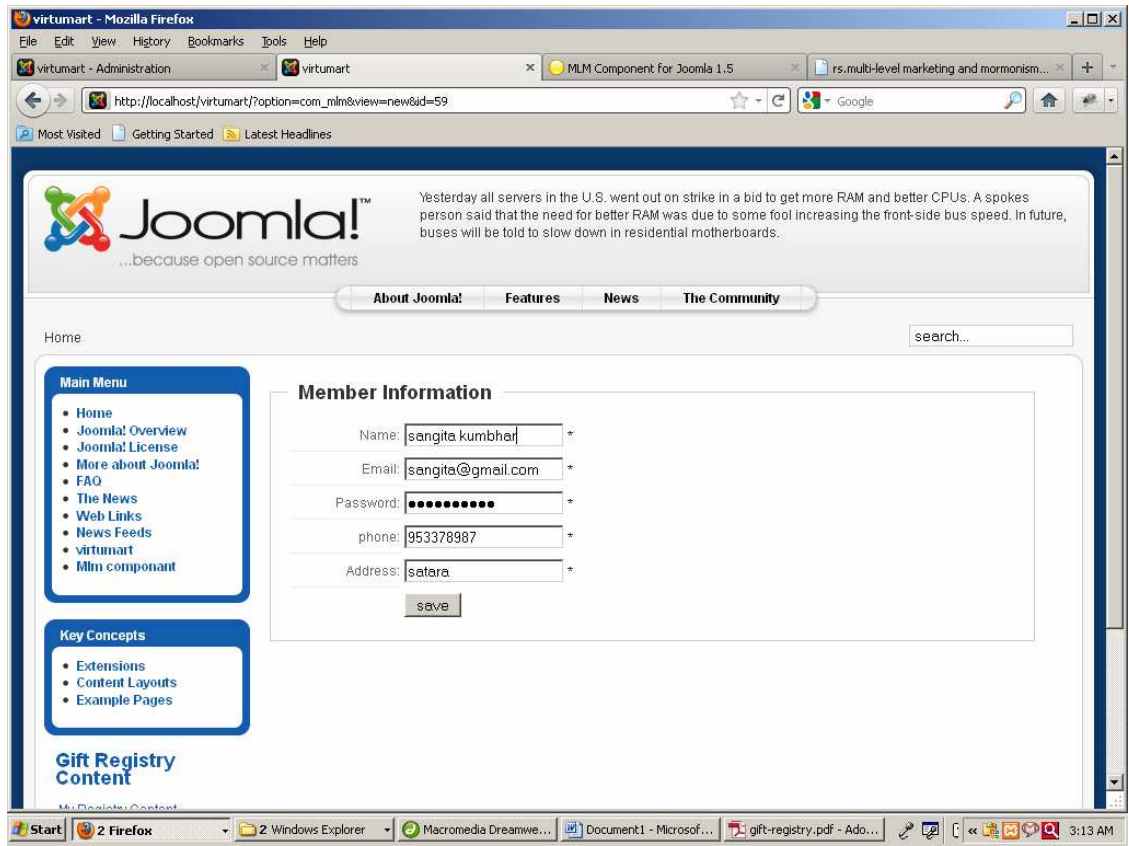 virtumart - Mozilla Firefox
File Edit View History Bookmarks Tools Help
virtumart - Administration
virtumart
MLM Component for Joomla 1.5
rs.multi-level marketing and mormonism...
http://localhost/virtumart/?option=com_mlm&view=new&id=59
Google
Most Visited Getting Started Latest Headlines
Joomla!™
...because open source matters
Yesterday all servers in the U.S. went out on strike in a bid to get more RAM and better CPUs. A spokes
person said that the need for better RAM was due to some fool increasing the front-side bus speed. In future,
buses will be told to slow down in residential motherboards.
About Joomla! Features News The Community
Home
search...
Main Menu
Home
Joomla! Overview
Joomla! License
More about Joomla!
FAQ
The News
Web Links
News Feeds
virtumart
Mlm componant
Key Concepts
Extensions
Content Layouts
Example Pages
Gift Registry
Content
My Registry Content
Member Information
Name: sangita kumbhar *
Email: sangita@gmail.com *
Password: ●●●●●●●●●● *
phone: 953378987 *
Address: satara *
save
Start
2 Firefox
2 Windows Explorer
Macromedia Dreamwe...
Document1 - Microsof...
gift-registry.pdf - Ado...
3:13 AM